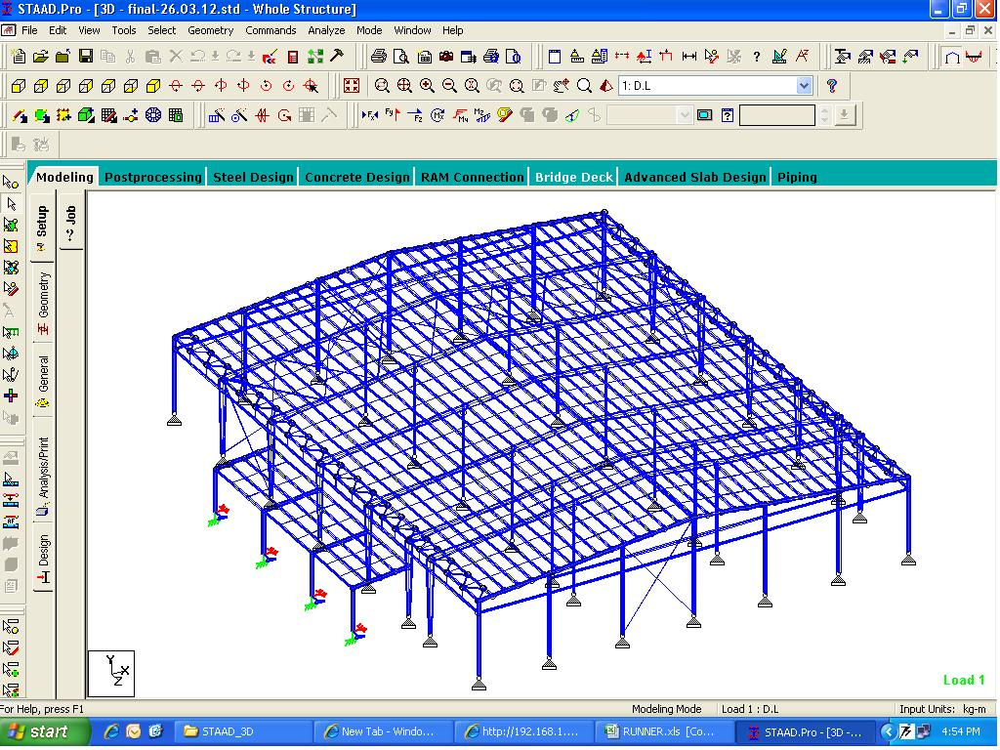 STAAD.Pro - [3D - final-26.03.12.std - Whole Structure]
File Edit View Tools Select Geometry Commands Analyze Mode Window Help
1: D.L
Modeling Postprocessing Steel Design Concrete Design RAM Connection Bridge Deck Advanced Slab Design Piping
Setup
Job
Geometry
General
Analysis/Print
Design
Y
X
Z
Load 1
For Help, press F1
Modeling Mode
Load 1 : D.L
Input Units: kg-m
start
STAAD_3D
New Tab - Windo...
http://192.168.1....
RUNNER.xls [Co...
STAAD.Pro - [3D -...
4:54 PM